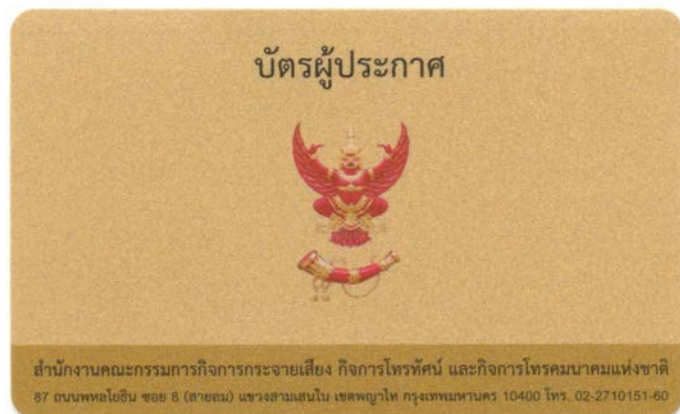 บัตรผู้ประกาศ
สำนักงานคณะกรรมการกิจการกระจายเสียง กิจการโทรทัศน์ และกิจการโทรคมนาคมแห่งชาติ
87 ถนนพหลโยธิน ซอย 8 (สายลม) แขวงสามเสนใน เขตพญาไท กรุงเทพมหานคร 10400 โทร. 02-2710151-60